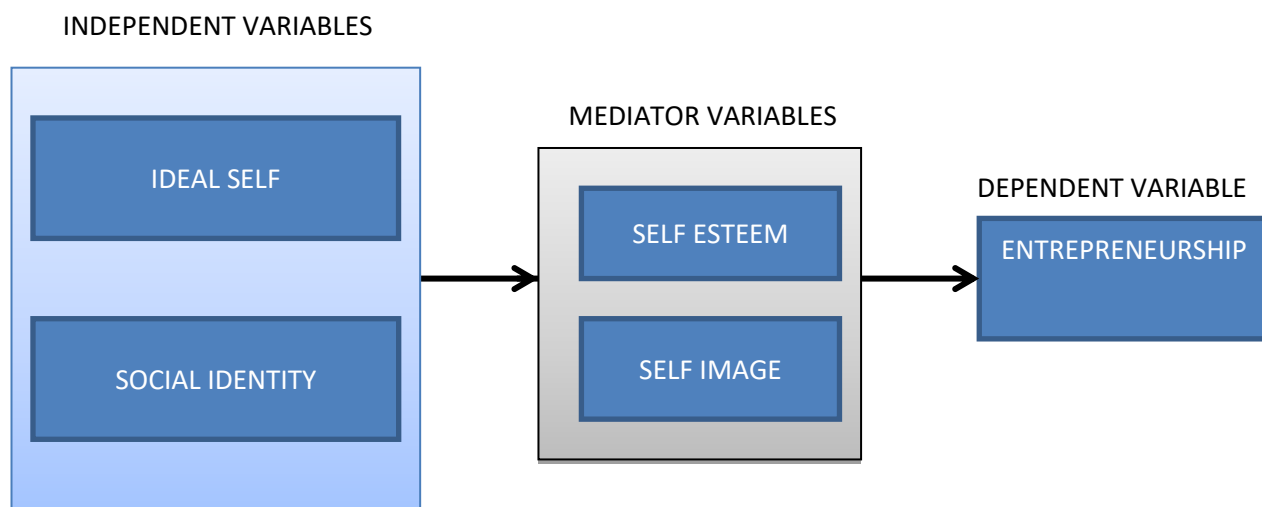 INDEPENDENT VARIABLES
IDEAL SELF
SOCIAL IDENTITY
MEDIATOR VARIABLES
SELF ESTEEM
SELF IMAGE
DEPENDENT VARIABLE
ENTREPRENEURSHIP